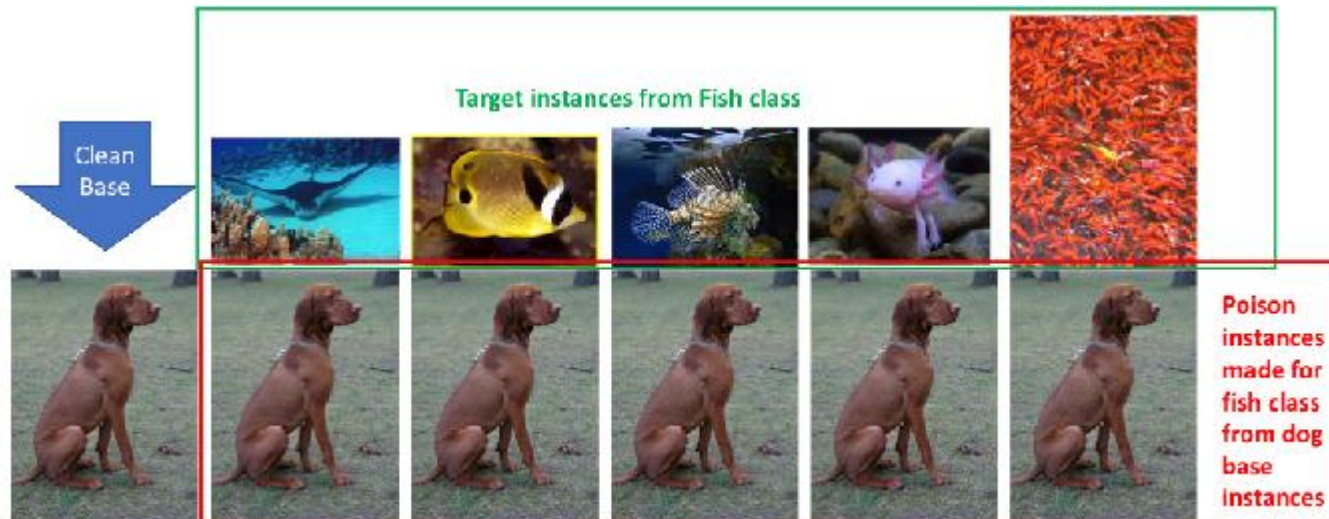 Target instances from Fish class
Clean
Base
Poison
instances
made for
fish class
from dog
base
instances